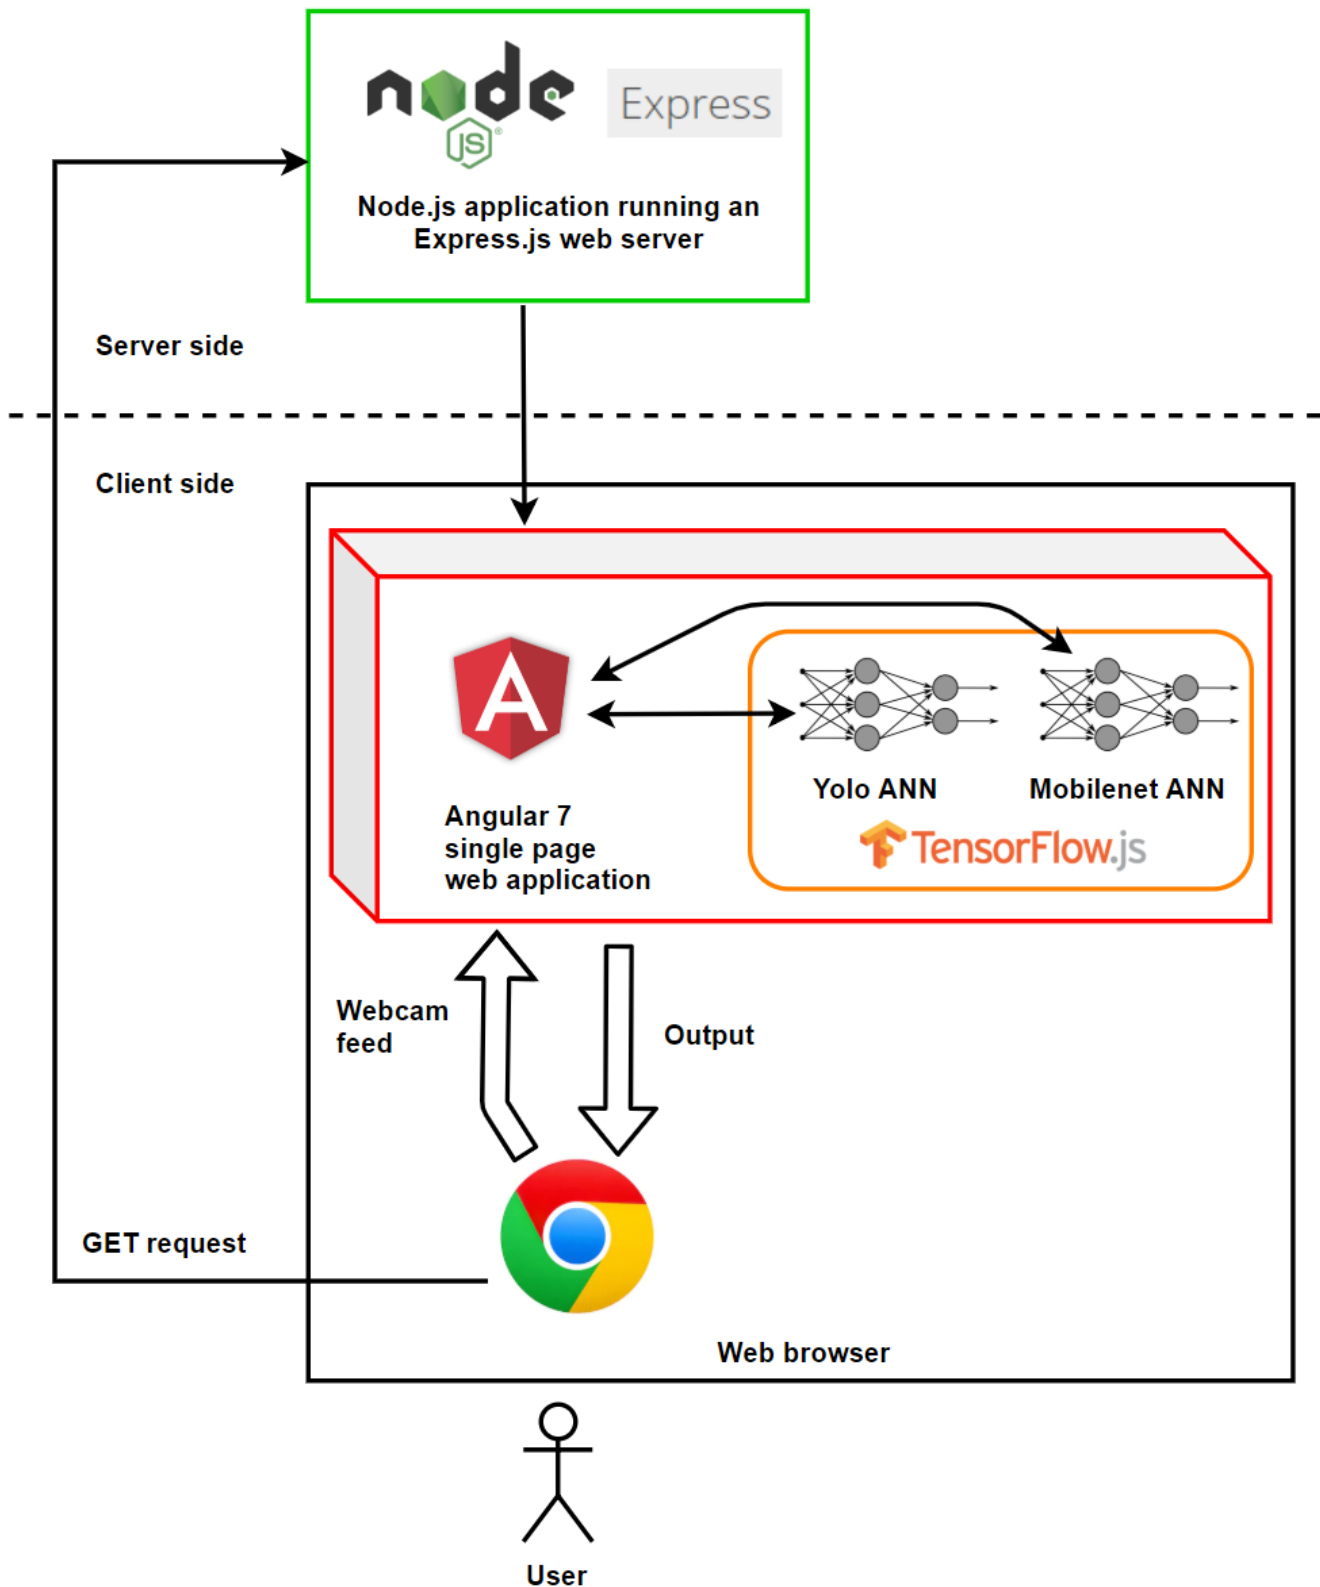 node
JS
Express
Node.js application running an
Express.js web server
Server side
Client side
Yolo ANN
Mobilenet ANN
TensorFlow.js
Angular 7
single page
web application
Webcam
feed
Output
GET request
Web browser
User